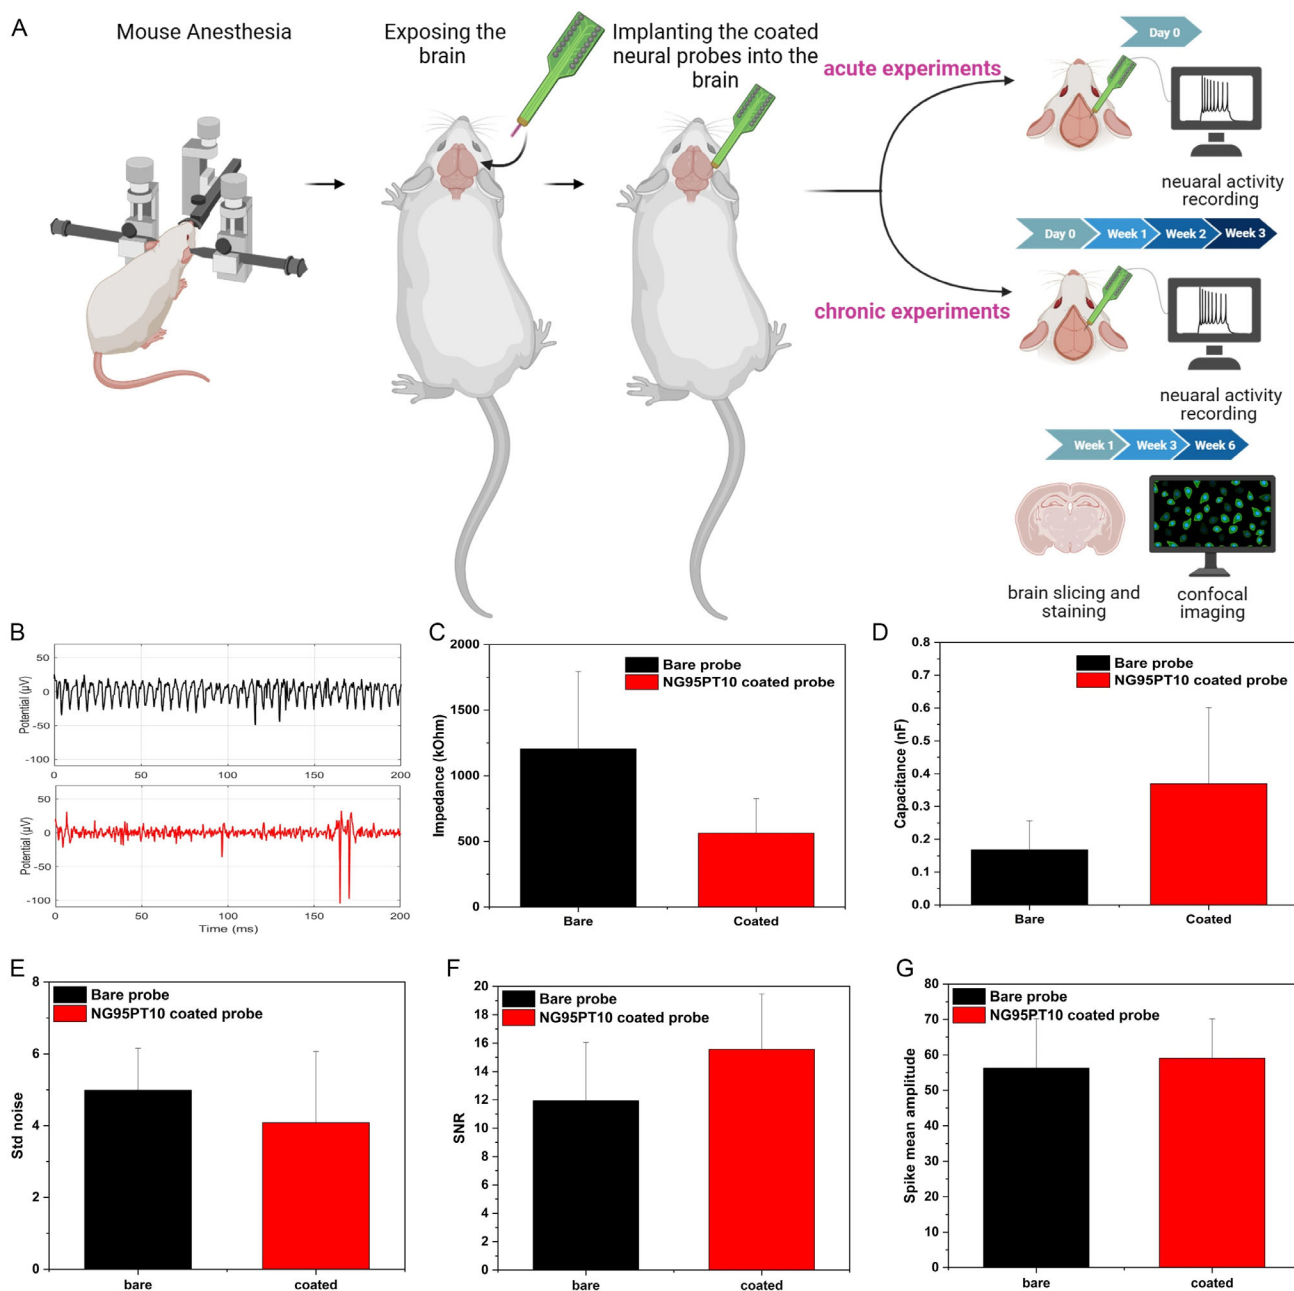 A
Mouse Anesthesia
Exposing the
brain
Implanting the coated
neural probes into the
brain
acute experiments
Day 0
neuaral activity
recording
Day 0 Week 1 Week 2 Week 3
chronic experiments
neuaral activity
recording
Week 1 Week 3 Week 6
brain slicing and
staining
confocal
imaging
B
Potential (µV)
50
0
-50
-100
0 50 100 150 200
Potential (µV)
50
0
-50
-100
0 50 100 150 200
Time (ms)
C
Bare probe
NG95PT10 coated probe
Impedance (kOhm)
2000
1500
1000
500
0
Bare Coated
D
Bare probe
NG95PT10 coated probe
Capacitance (nF)
0.8
0.7
0.6
0.5
0.4
0.3
0.2
0.1
0.0
Bare Coated
E
Bare probe
NG95PT10 coated probe
Std noise
8
6
4
2
0
bare coated
F
Bare probe
NG95PT10 coated probe
SNR
20
18
16
14
12
10
8
6
4
2
0
bare coated
G
Bare probe
NG95PT10 coated probe
Spike mean amplitude
80
70
60
50
40
30
20
10
0
bare coated